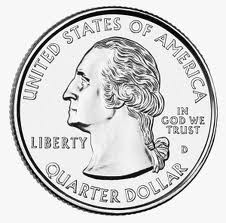 UNITED STATES OF AMERICA
LIBERTY
IN
GOD WE
TRUST
D
QUARTER DOLLAR